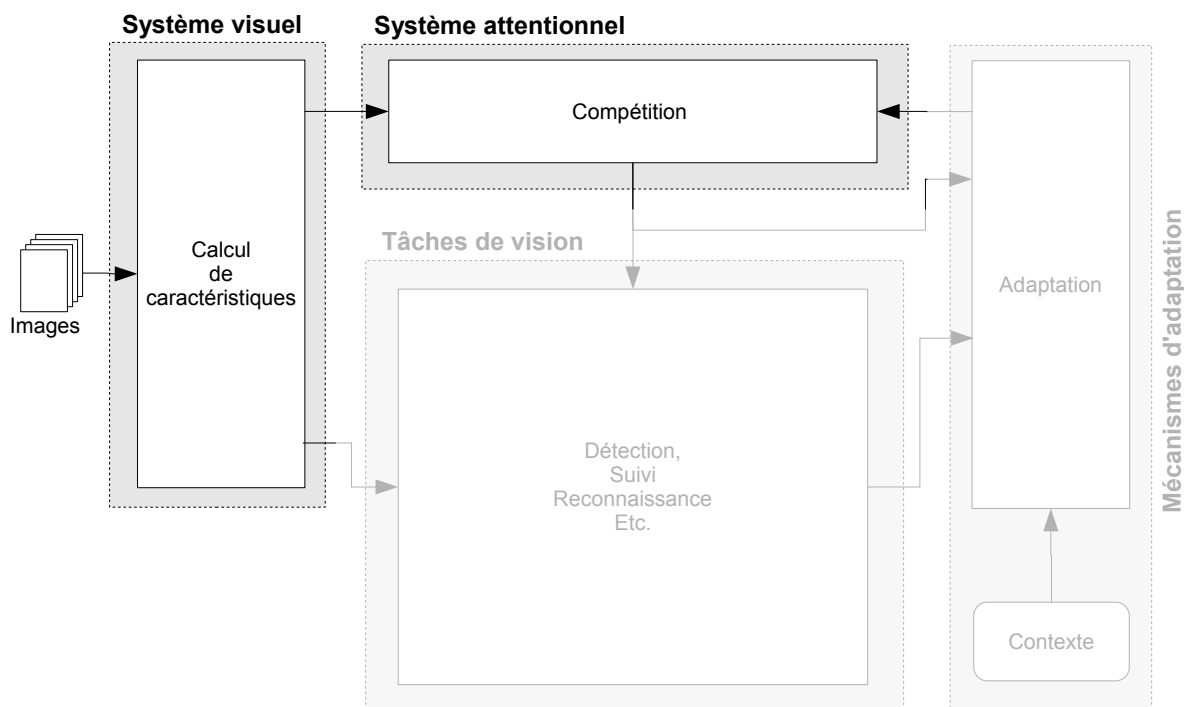 Système visuel
Système attentionnel
Compétition
Calcul
de
caractéristiques
Images
Tâches de vision
Détection,
Suivi
Reconnaissance
Etc.
Adaptation
Contexte
Mécanismes d'adaptation